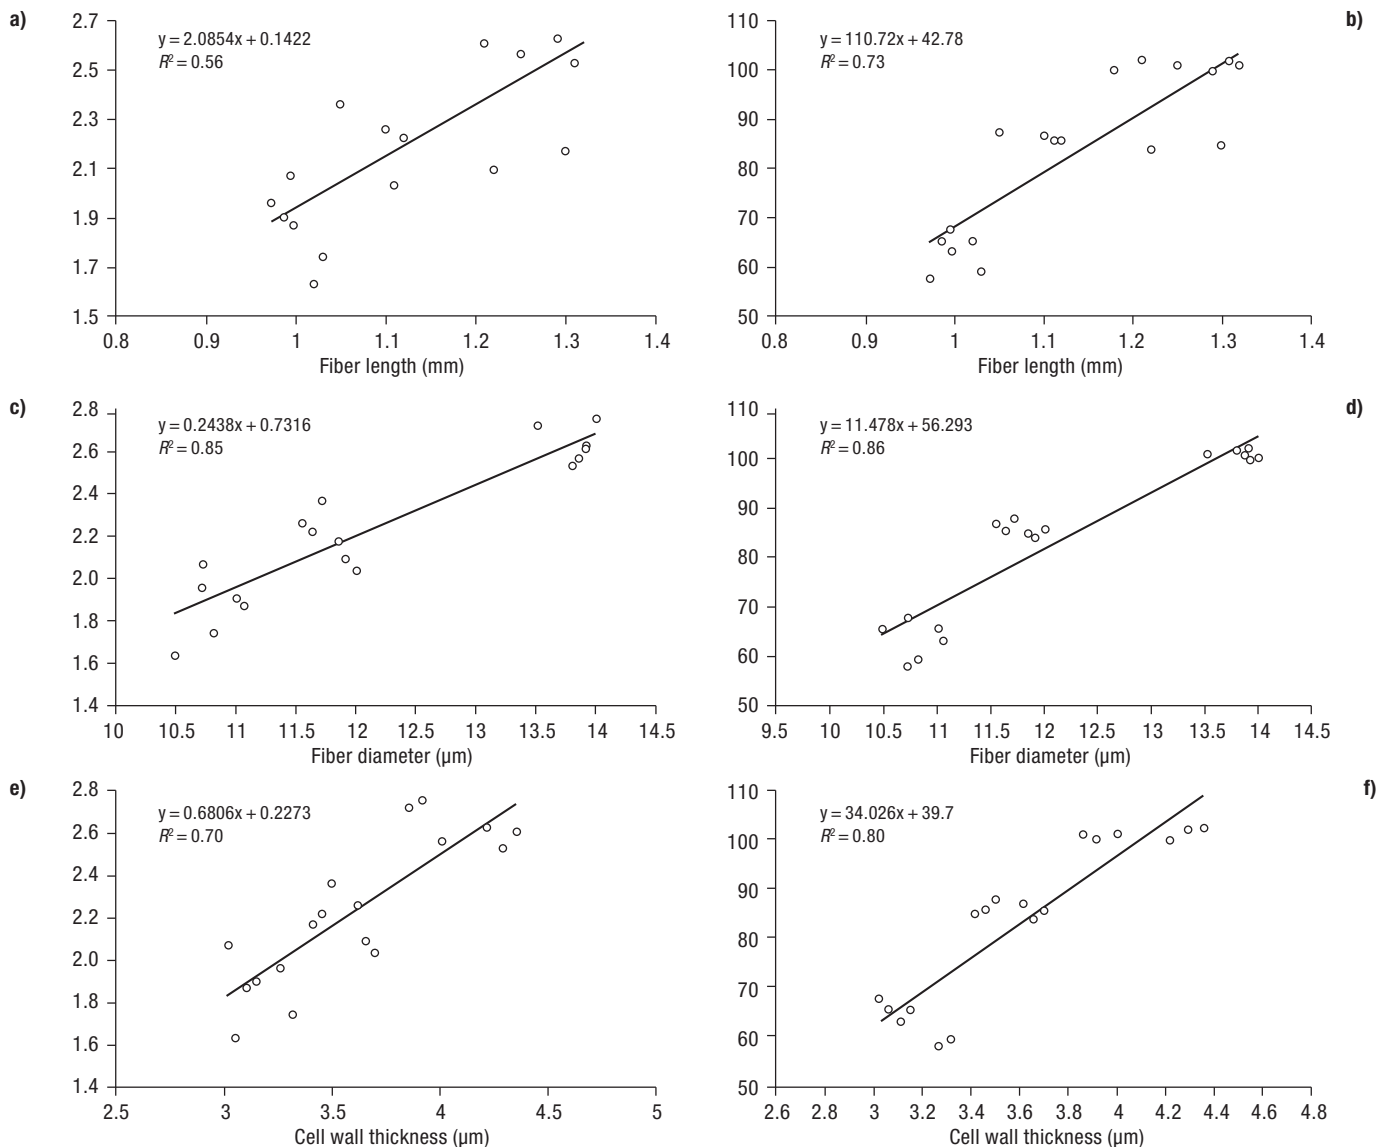 a)
2.7
2.5
2.3
2.1
1.9
1.7
1.5
y = 2.0854x + 0.1422
R² = 0.56
0.8 0.9 1 1.1 1.2 1.3 1.4
Fiber length (mm)
b)
110
100
90
80
70
60
50
y = 110.72x + 42.78
R² = 0.73
0.8 0.9 1 1.1 1.2 1.3 1.4
Fiber length (mm)
c)
2.8
2.6
2.4
2.2
2.0
1.8
1.6
1.4
y = 0.2438x + 0.7316
R² = 0.85
10 10.5 11 11.5 12 12.5 13 13.5 14 14.5
Fiber diameter (µm)
d)
110
100
90
80
70
60
50
y = 11.478x + 56.293
R² = 0.86
9.5 10 10.5 11 11.5 12 12.5 13 13.5 14 14.5
Fiber diameter (µm)
e)
2.8
2.6
2.4
2.2
2.0
1.8
1.6
1.4
y = 0.6806x + 0.2273
R² = 0.70
2.5 3 3.5 4 4.5 5
Cell wall thickness (µm)
f)
110
100
90
80
70
60
50
y = 34.026x + 39.7
R² = 0.80
2.6 2.8 3 3.2 3.4 3.6 3.8 4 4.2 4.4 4.6 4.8
Cell wall thickness (µm)